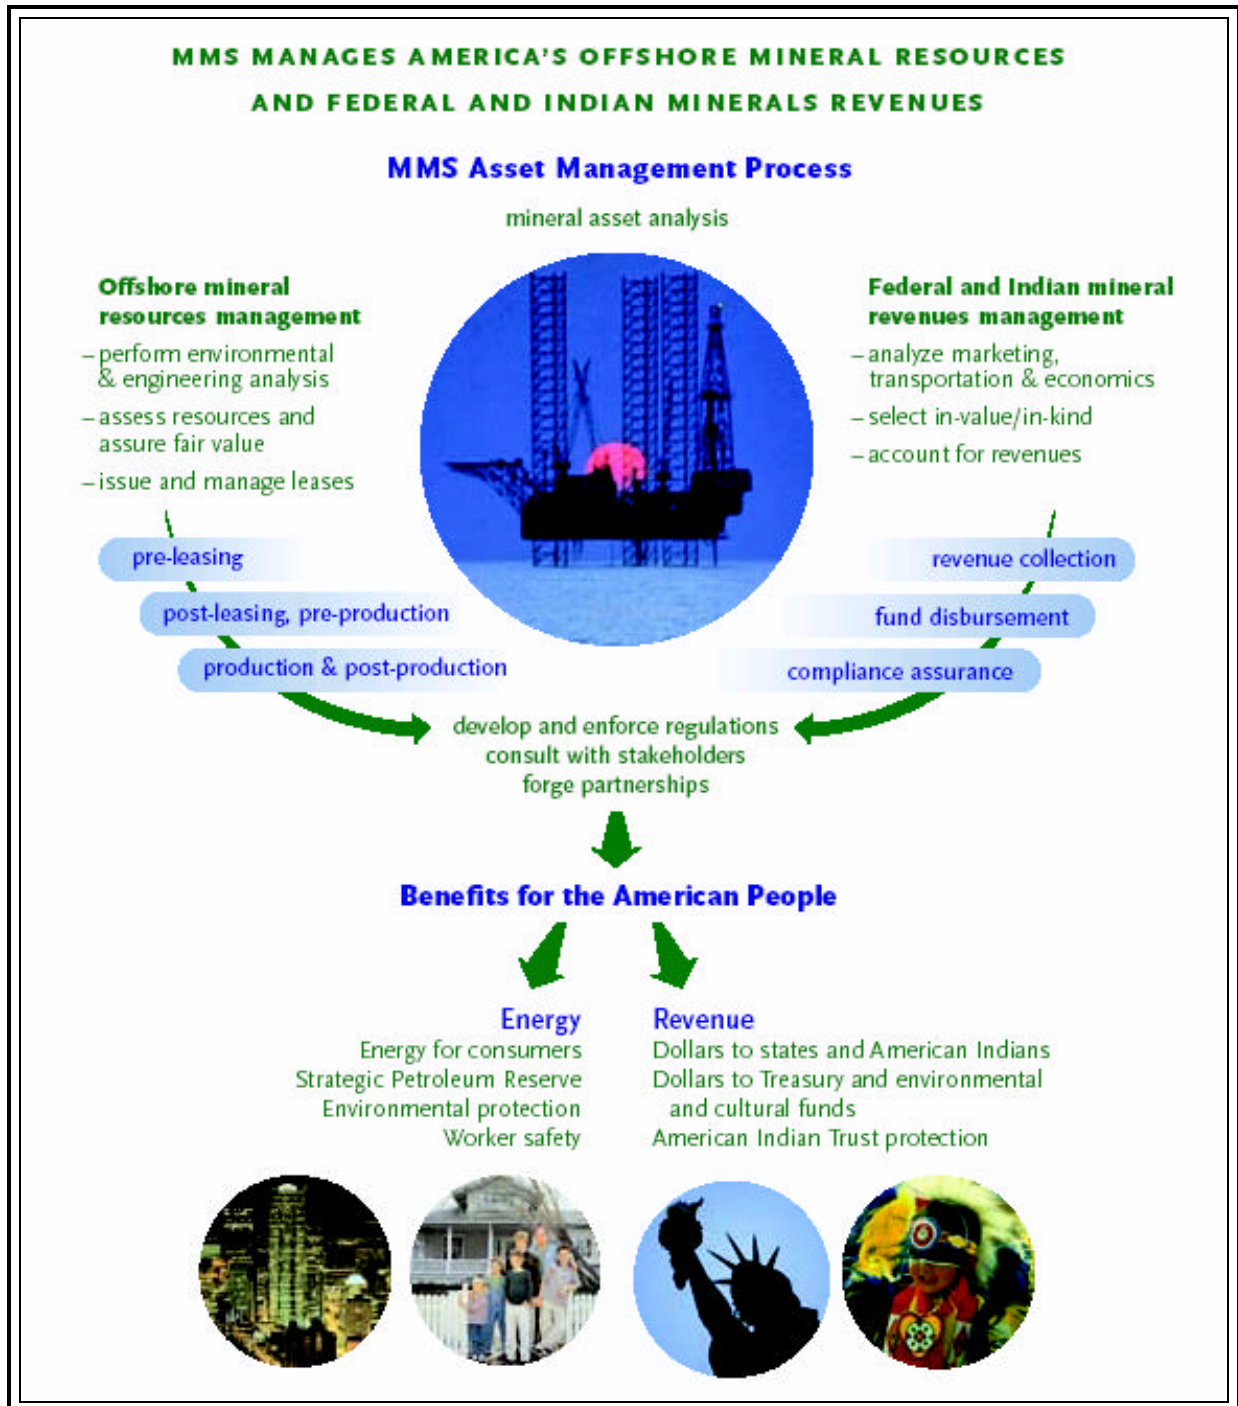 MMS MANAGES AMERICA'S OFFSHORE MINERAL RESOURCES
AND FEDERAL AND INDIAN MINERALS REVENUES
MMS Asset Management Process
mineral asset analysis
Offshore mineral
resources management
– perform environmental
& engineering analysis
– assess resources and
assure fair value
– issue and manage leases
pre-leasing
post-leasing, pre-production
production & post-production
Federal and Indian mineral
revenues management
– analyze marketing,
transportation & economics
– select in-value/in-kind
– account for revenues
revenue collection
fund disbursement
compliance assurance
develop and enforce regulations
consult with stakeholders
forge partnerships
Benefits for the American People
Energy
Energy for consumers
Strategic Petroleum Reserve
Environmental protection
Worker safety
Revenue
Dollars to states and American Indians
Dollars to Treasury and environmental
and cultural funds
American Indian Trust protection